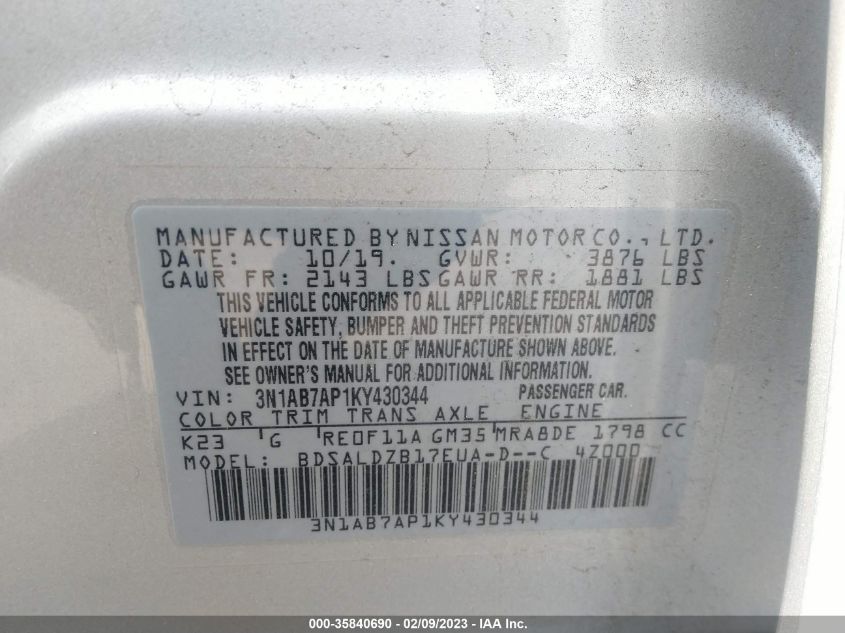 MANUFACTURED BY NISSAN MOTOR CO., LTD.
DATE: 10/19. GVWR: 3876 LBS
GAWR FR: 2143 LBS GAWR RR: 1881 LBS
THIS VEHICLE CONFORMS TO ALL APPLICABLE FEDERAL MOTOR
VEHICLE SAFETY, BUMPER AND THEFT PREVENTION STANDARDS
IN EFFECT ON THE DATE OF MANUFACTURE SHOWN ABOVE.
SEE OWNER'S MANUAL FOR ADDITIONAL INFORMATION.
VIN: 3N1AB7AP1KY430344 PASSENGER CAR.
COLOR TRIM TRANS AXLE ENGINE
K23 G RE0F11A GM35 MRA8DE 1798 CC
MODEL: BDSALDZB17EUA-D--C 4Z000
3N1AB7AP1KY430344
000-35840690 - 02/09/2023 - IAA Inc.